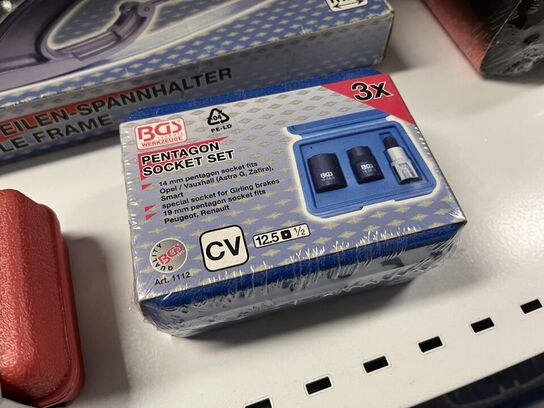 EILEN-SPANNHALTER
LE FRAME
BGS
WERKZEUGE
04
PE-LD
3x
PENTAGON
SOCKET SET
14 mm pentagon socket fits
Opel / Vauxhall (Astra G, Zafira),
Smart
special socket for Girling brakes
19 mm pentagon socket fits
Peugeot, Renault
BGS
QUALITY
CV
12.5 1/2
Art. 1112